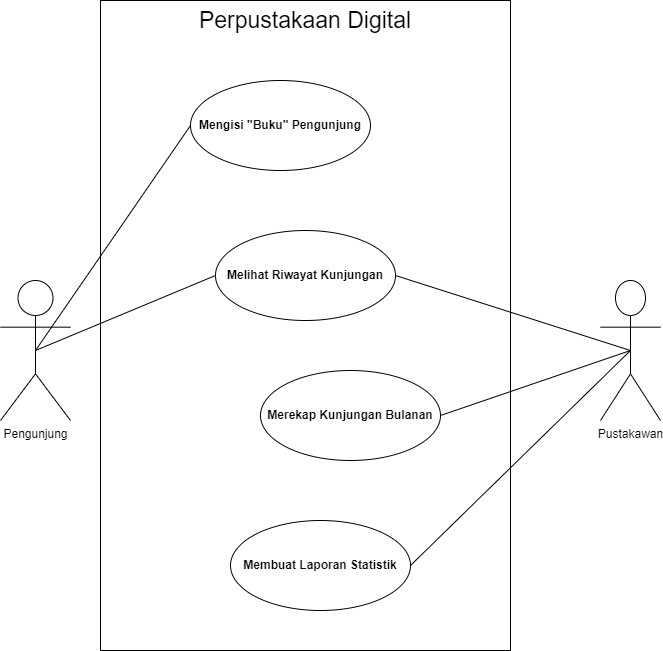 Perpustakaan Digital
Mengisi "Buku" Pengunjung
Melihat Riwayat Kunjungan
Merekap Kunjungan Bulanan
Pengunjung
Pustakawan
Membuat Laporan Statistik